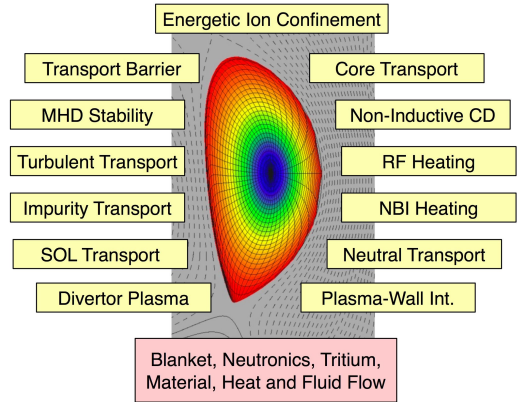 Energetic Ion Confinement
Transport Barrier
Core Transport
MHD Stability
Non-Inductive CD
Turbulent Transport
RF Heating
Impurity Transport
NBI Heating
SOL Transport
Neutral Transport
Divertor Plasma
Plasma-Wall Int.
Blanket, Neutronics, Tritium,
Material, Heat and Fluid Flow